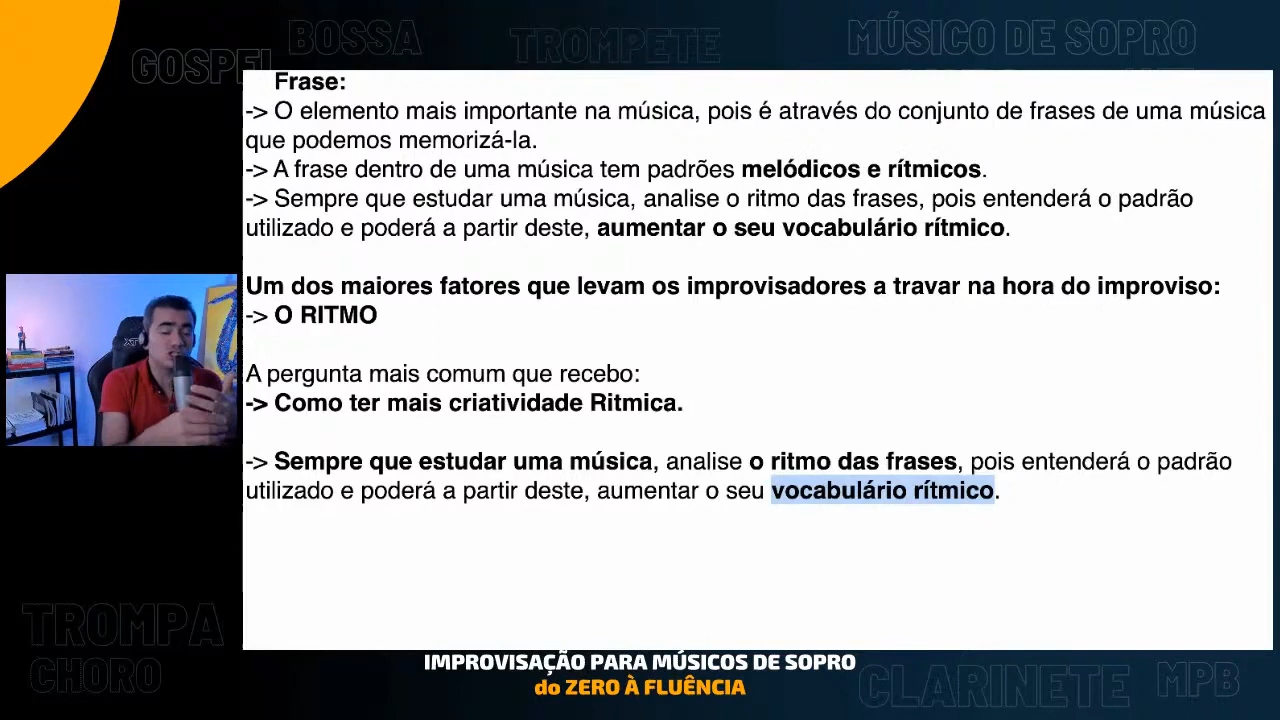 BOSSA
TROMPETE
MÚSICO DE SOPRO
GOSPEL
Frase:
-> O elemento mais importante na música, pois é através do conjunto de frases de uma música
que podemos memorizá-la.
-> A frase dentro de uma música tem padrões melódicos e rítmicos.
-> Sempre que estudar uma música, analise o ritmo das frases, pois entenderá o padrão
utilizado e poderá a partir deste, aumentar o seu vocabulário rítmico.
Um dos maiores fatores que levam os improvisadores a travar na hora do improviso:
-> O RITMO
A pergunta mais comum que recebo:
-> Como ter mais criatividade Ritmica.
-> Sempre que estudar uma música, analise o ritmo das frases, pois entenderá o padrão
utilizado e poderá a partir deste, aumentar o seu vocabulário rítmico.
TROMPA
CHORO
IMPROVISAÇÃO PARA MÚSICOS DE SOPRO
do ZERO À FLUÊNCIA
CLARINETE
MPB